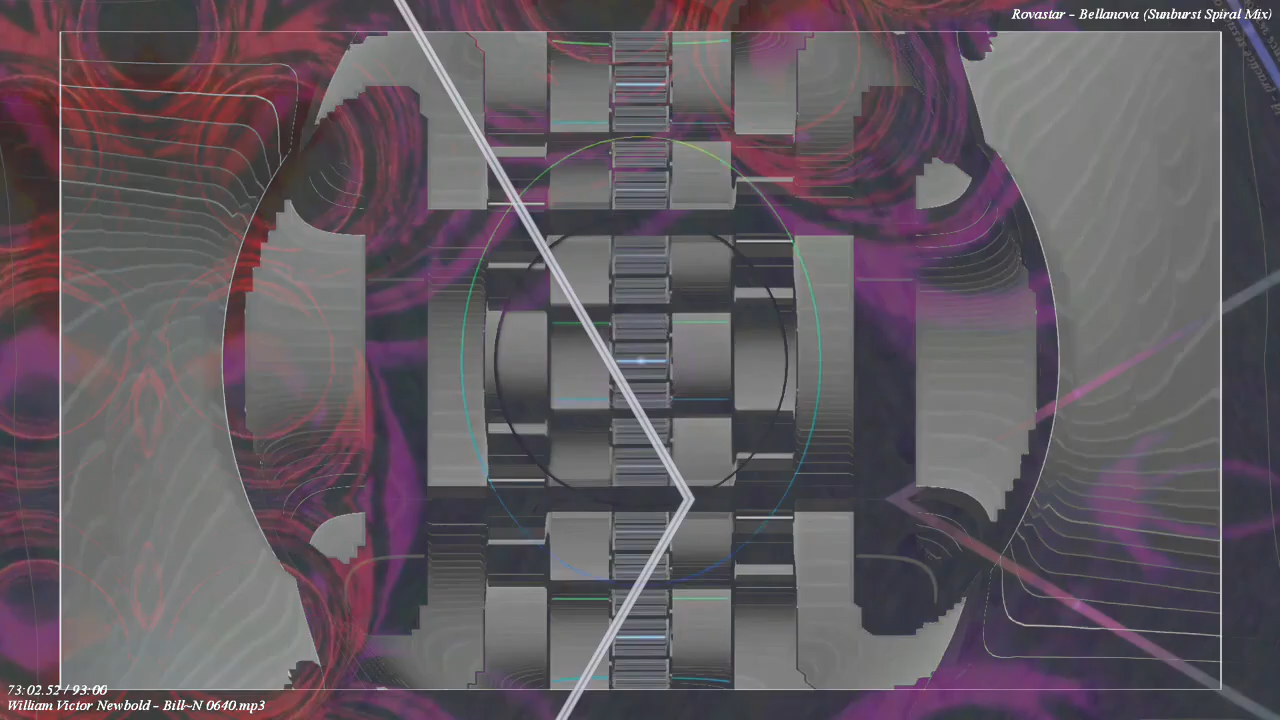 Rovastar - Bellanova (Sunburst Spiral Mix)
73:02.52 / 93:00
William Victor Newbold - Bill~N 0640.mp3